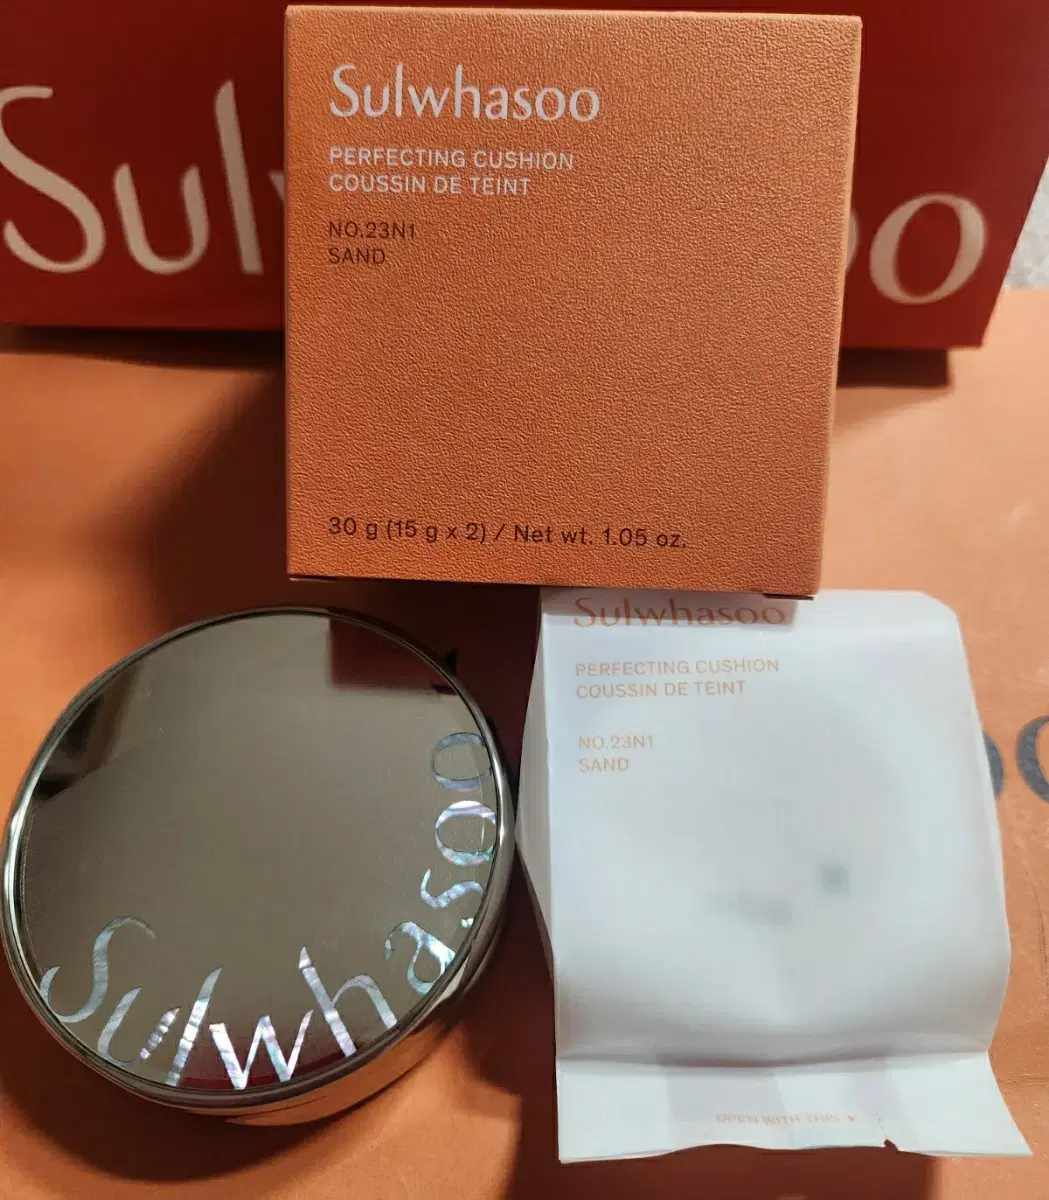 Sulwhasoo
PERFECTING CUSHION
COUSSIN DE TEINT
NO.23N1
SAND
30 g (15 g x 2) / Net wt. 1.05 oz.
Sulwhasoo
Sulwhasoo
PERFECTING CUSHION
COUSSIN DE TEINT
NO.23N1
SAND
OPEN WITH THIS